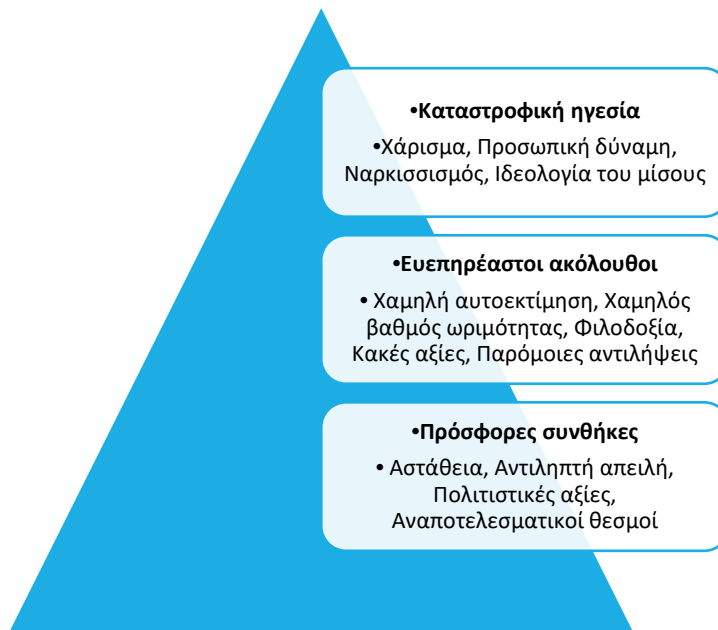 •Καταστροφική ηγεσία
•Χάρισμα, Προσωπική δύναμη,
Ναρκισσισμός, Ιδεολογία του μίσους
•Ευεπηρέαστοι ακόλουθοι
• Χαμηλή αυτοεκτίμηση, Χαμηλός
βαθμός ωριμότητας, Φιλοδοξία,
Κακές αξίες, Παρόμοιες αντιλήψεις
•Πρόσφορες συνθήκες
• Αστάθεια, Αντιληπτή απειλή,
Πολιτιστικές αξίες,
Αναποτελεσματικοί θεσμοί